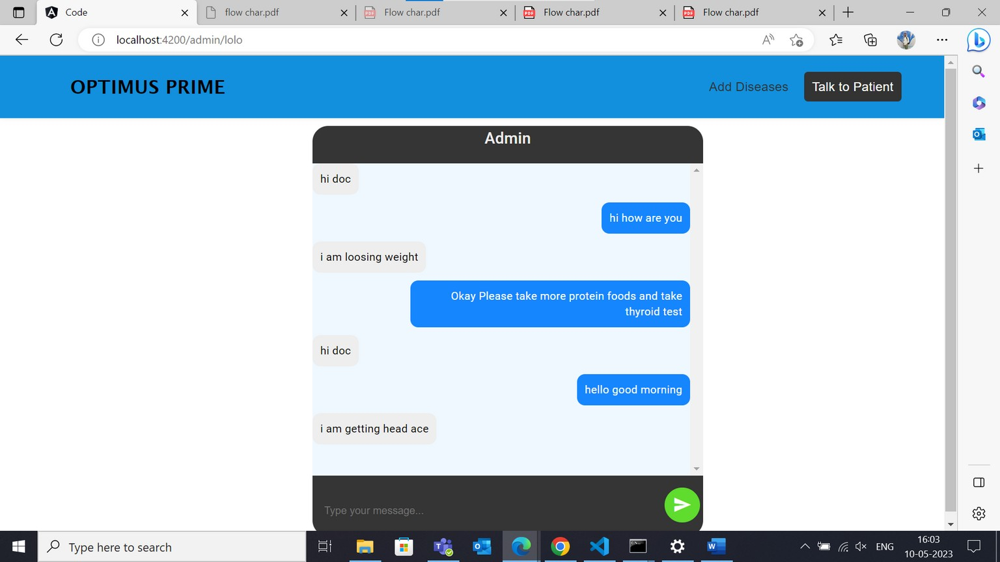 Code
flow char.pdf
Flow char.pdf
Flow char.pdf
Flow char.pdf
localhost:4200/admin/lolo
OPTIMUS PRIME
Add Diseases
Talk to Patient
Admin
hi doc
hi how are you
i am loosing weight
Okay Please take more protein foods and take
thyroid test
hi doc
hello good morning
i am getting head ace
Type your message...
Type here to search
ENG
16:03
10-05-2023